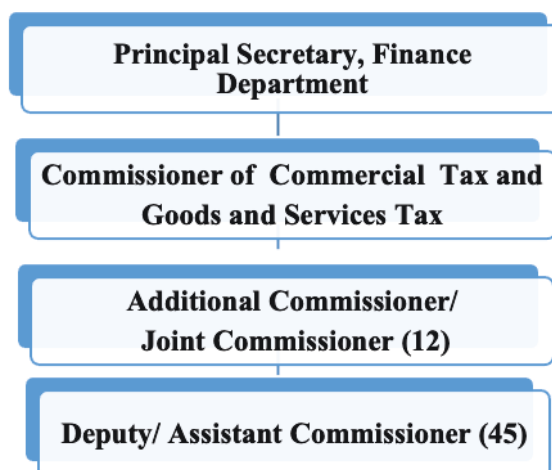 Principal Secretary, Finance
Department
Commissioner of Commercial Tax and
Goods and Services Tax
Additional Commissioner/
Joint Commissioner (12)
Deputy/ Assistant Commissioner (45)